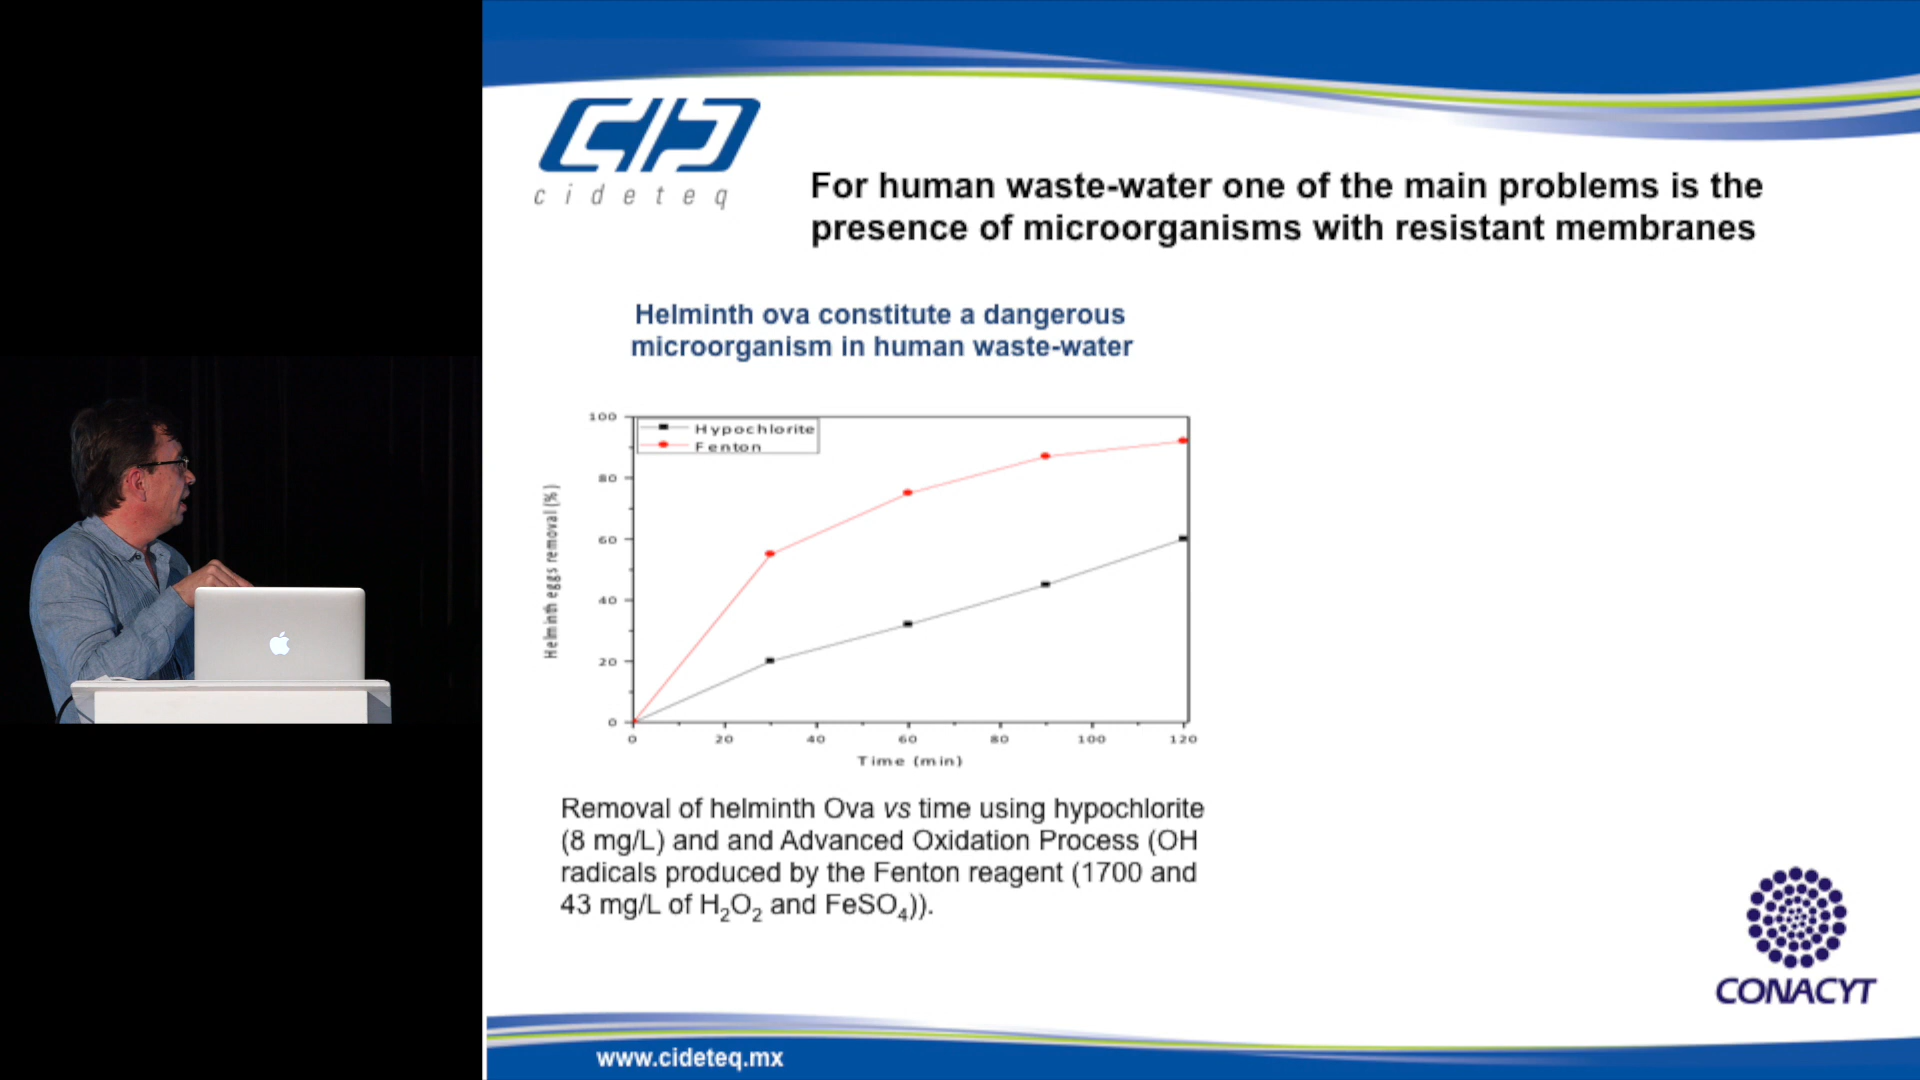 cideteq
For human waste-water one of the main problems is the
presence of microorganisms with resistant membranes
Helminth ova constitute a dangerous
microorganism in human waste-water
100
80
60
40
20
0
Helminth eggs removal (%)
Hypochlorite
Fenton
0 20 40 60 80 100 120
Time (min)
Removal of helminth Ova vs time using hypochlorite
(8 mg/L) and and Advanced Oxidation Process (OH
radicals produced by the Fenton reagent (1700 and
43 mg/L of H₂O₂ and FeSO₄)).
CONACYT
www.cideteq.mx